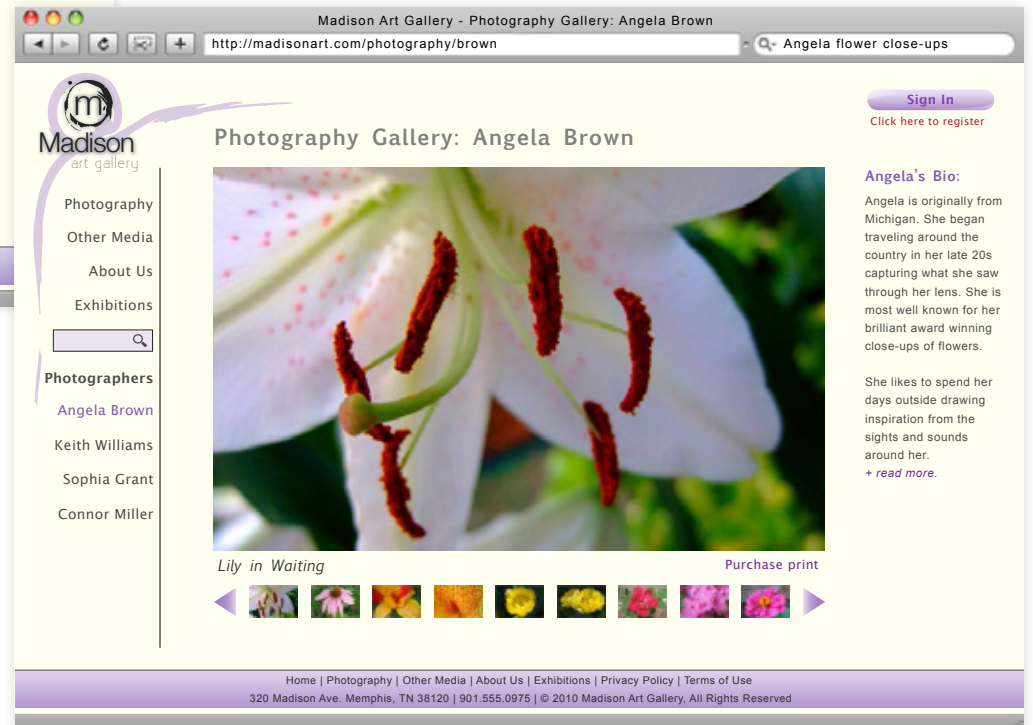 Madison Art Gallery - Photography Gallery: Angela Brown
http://madisonart.com/photography/brown
Angela flower close-ups
m
Madison
art gallery
Photography
Other Media
About Us
Exhibitions
Photographers
Angela Brown
Keith Williams
Sophia Grant
Connor Miller
Photography Gallery: Angela Brown
Lily in Waiting
Purchase print
Sign In
Click here to register
Angela's Bio:
Angela is originally from
Michigan. She began
traveling around the
country in her late 20s
capturing what she saw
through her lens. She is
most well known for her
brilliant award winning
close-ups of flowers.
She likes to spend her
days outside drawing
inspiration from the
sights and sounds
around her.
+ read more.
Home | Photography | Other Media | About Us | Exhibitions | Privacy Policy | Terms of Use
320 Madison Ave. Memphis, TN 38120 | 901.555.0975 | © 2010 Madison Art Gallery, All Rights Reserved